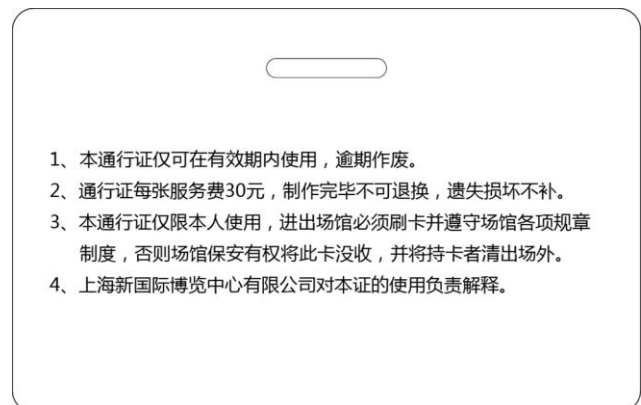 1、本通行证仅可在有效期内使用，逾期作废。
2、通行证每张服务费30元，制作完毕不可退换，遗失损坏不补。
3、本通行证仅限本人使用，进出场馆必须刷卡并遵守场馆各项规章
制度，否则场馆保安有权将此卡没收，并将持卡者清出场外。
4、上海新国际博览中心有限公司对本证的使用负责解释。